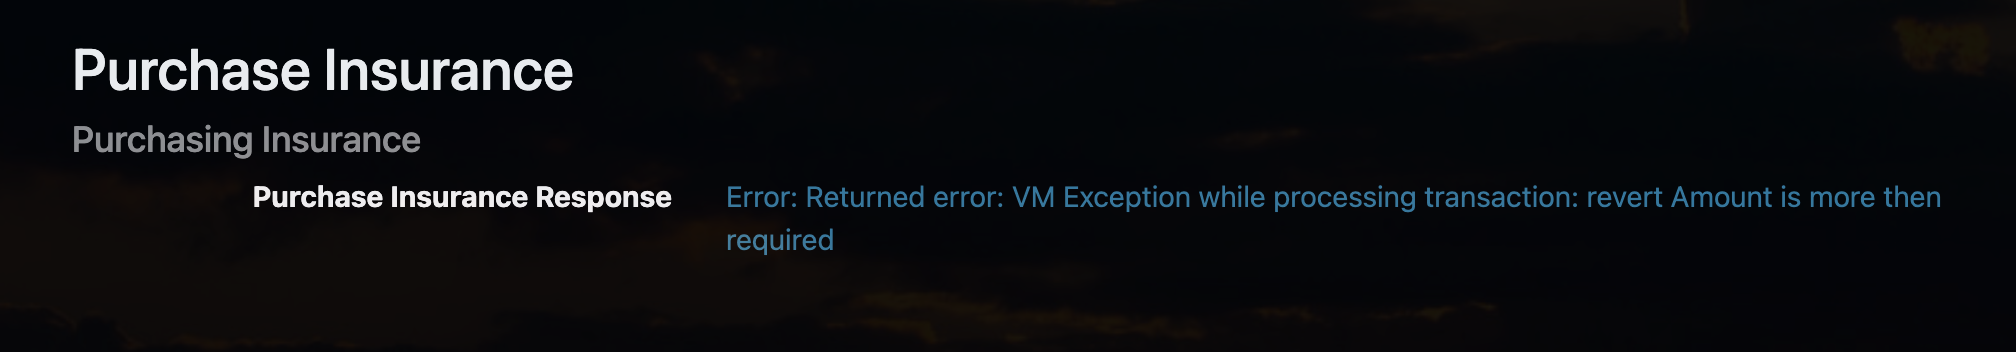 Purchase Insurance
Purchasing Insurance
Purchase Insurance Response
Error: Returned error: VM Exception while processing transaction: revert Amount is more then
required